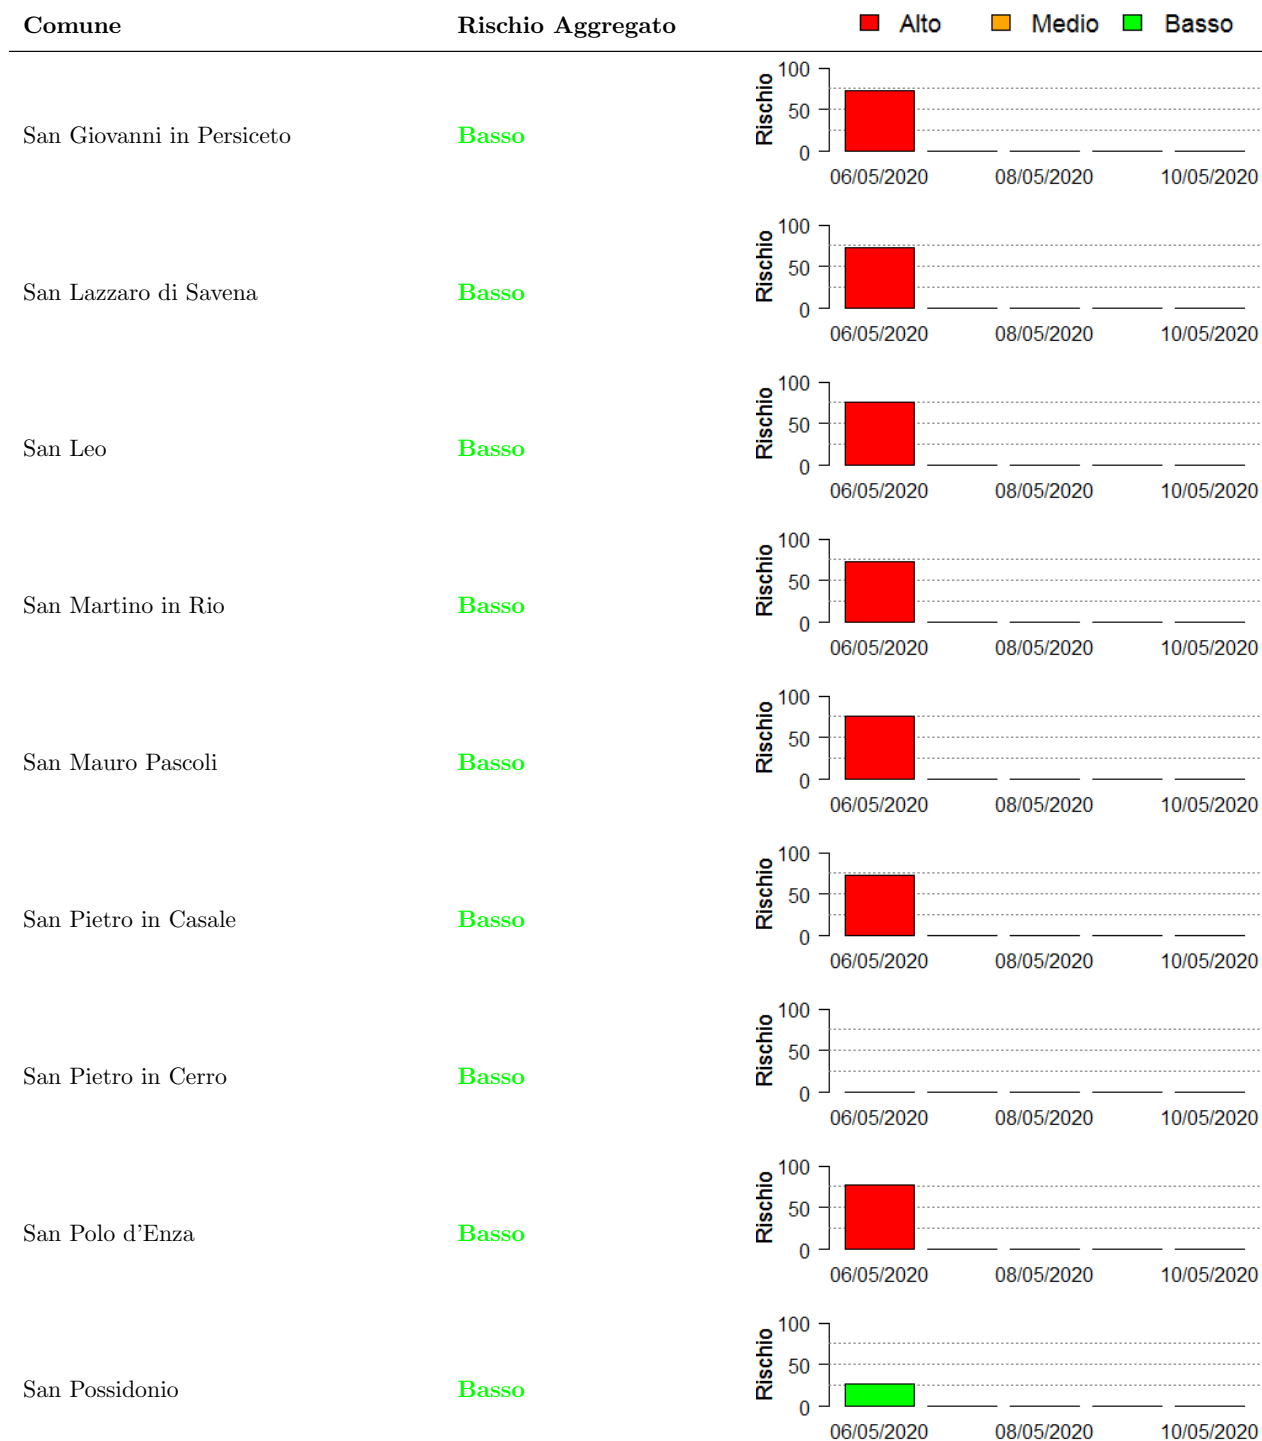 Comune Rischio Aggregato Alto Medio Basso
San Giovanni in Persiceto Basso Rischio 100 50 0
06/05/2020 08/05/2020 10/05/2020
San Lazzaro di Savena Basso Rischio 100 50 0
06/05/2020 08/05/2020 10/05/2020
San Leo Basso Rischio 100 50 0
06/05/2020 08/05/2020 10/05/2020
San Martino in Rio Basso Rischio 100 50 0
06/05/2020 08/05/2020 10/05/2020
San Mauro Pascoli Basso Rischio 100 50 0
06/05/2020 08/05/2020 10/05/2020
San Pietro in Casale Basso Rischio 100 50 0
06/05/2020 08/05/2020 10/05/2020
San Pietro in Cerro Basso Rischio 100 50 0
06/05/2020 08/05/2020 10/05/2020
San Polo d'Enza Basso Rischio 100 50 0
06/05/2020 08/05/2020 10/05/2020
San Possidonio Basso Rischio 100 50 0
06/05/2020 08/05/2020 10/05/2020